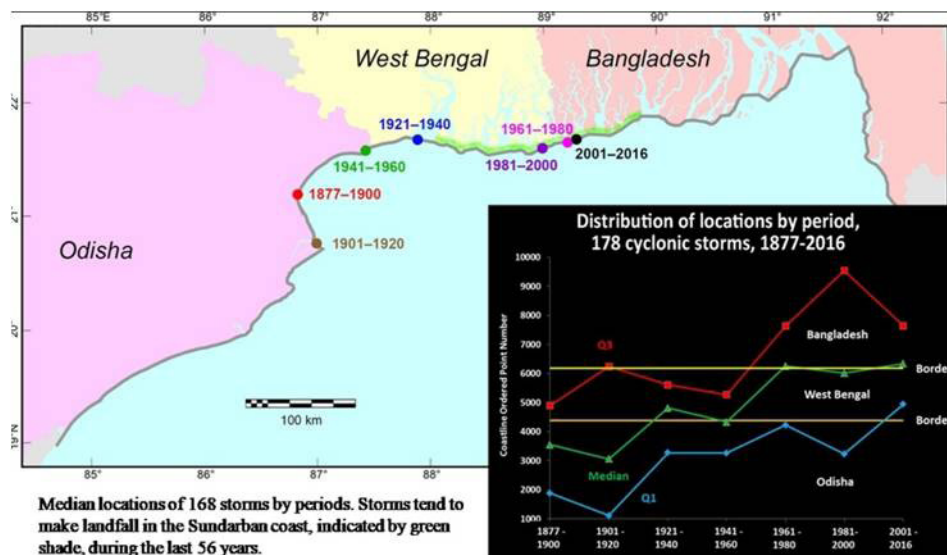 85°E
86°
87°
88°
89°
90°
91°
92°
West Bengal
Bangladesh
22°
1921–1940
1961–1980
1941–1960
1981–2000
2001–2016
1877–1900
21°
Odisha
1901–1920
20°
19°N
100 km
85°
86°
87°
88°
Distribution of locations by period,
178 cyclonic storms, 1877-2016
Coastline Ordered Point Number
10000
9000
8000
7000
6000
5000
4000
3000
2000
1000
Q3
Bangladesh
Borde
West Bengal
Borde
Median
Q1
Odisha
1877 - 1901 - 1921 - 1941 - 1961 - 1981- 2001 -
1900 1920 1940 1960 1980 2000 2016
Median locations of 168 storms by periods. Storms tend to
make landfall in the Sundarban coast, indicated by green
shade, during the last 56 years.